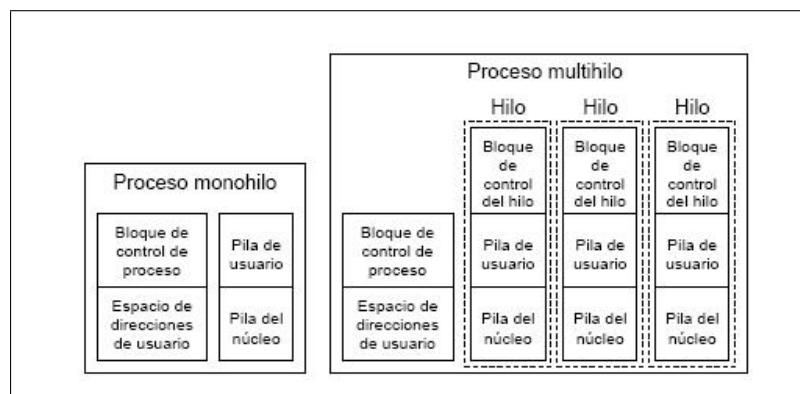 Proceso multihilo
Hilo
Hilo
Hilo
Bloque
de
control
del hilo
Bloque
de
control
del hilo
Bloque
de
control
del hilo
Proceso monohilo
Bloque de
control de
proceso
Pila de
usuario
Espacio de
direcciones
de usuario
Pila del
núcleo
Bloque de
control de
proceso
Pila de
usuario
Pila de
usuario
Pila de
usuario
Espacio de
direcciones
de usuario
Pila del
núcleo
Pila del
núcleo
Pila del
núcleo